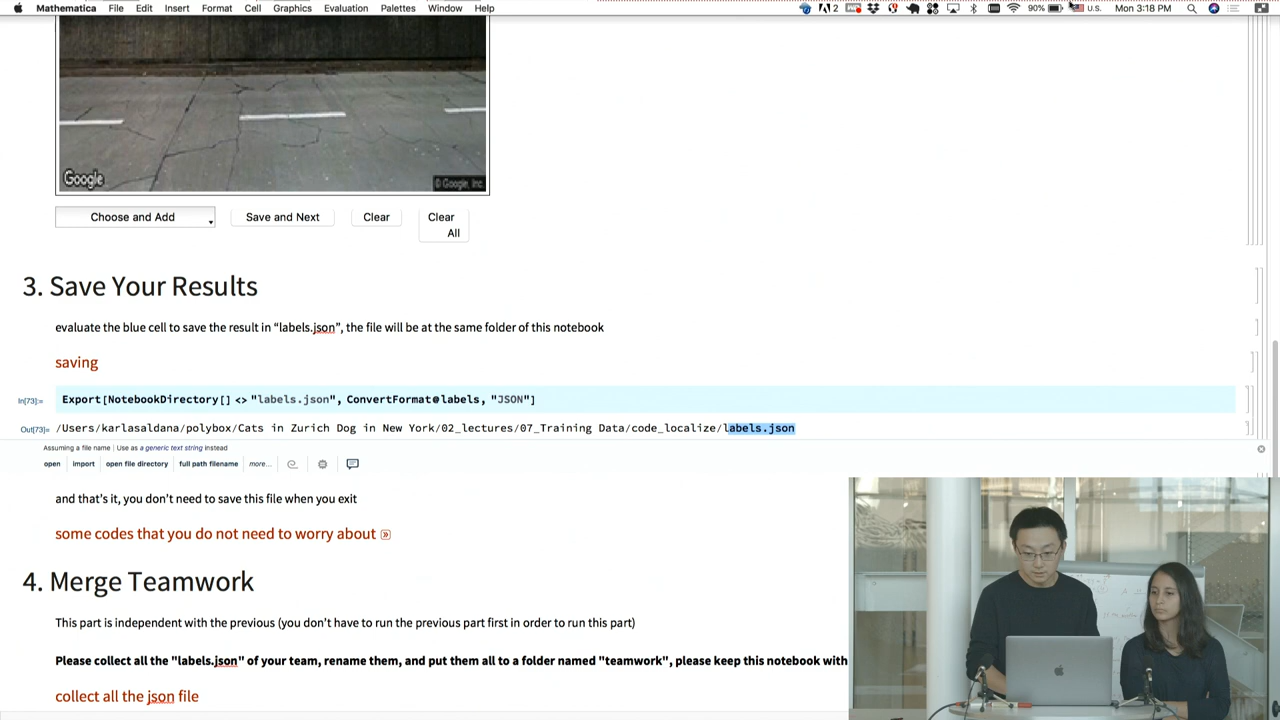 Mathematica File Edit Insert Format Cell Graphics Evaluation Palettes Window Help 2 90% U.S. Mon 3:18 PM
Google © Google, Inc.
Choose and Add Save and Next Clear Clear All
3. Save Your Results
evaluate the blue cell to save the result in “labels.json”, the file will be at the same folder of this notebook
saving
In[73]:= Export[NotebookDirectory[] <> "labels.json", ConvertFormat@labels, "JSON"]
Out[73]= /Users/karlasaldana/polybox/Cats in Zurich Dog in New York/02_lectures/07_Training Data/code_localize/labels.json
Assuming a file name | Use as a generic text string instead
open import open file directory full path filename more...
and that’s it, you don’t need to save this file when you exit
some codes that you do not need to worry about »
4. Merge Teamwork
This part is independent with the previous (you don’t have to run the previous part first in order to run this part)
Please collect all the "labels.json" of your team, rename them, and put them all to a folder named "teamwork", please keep this notebook with
collect all the json file